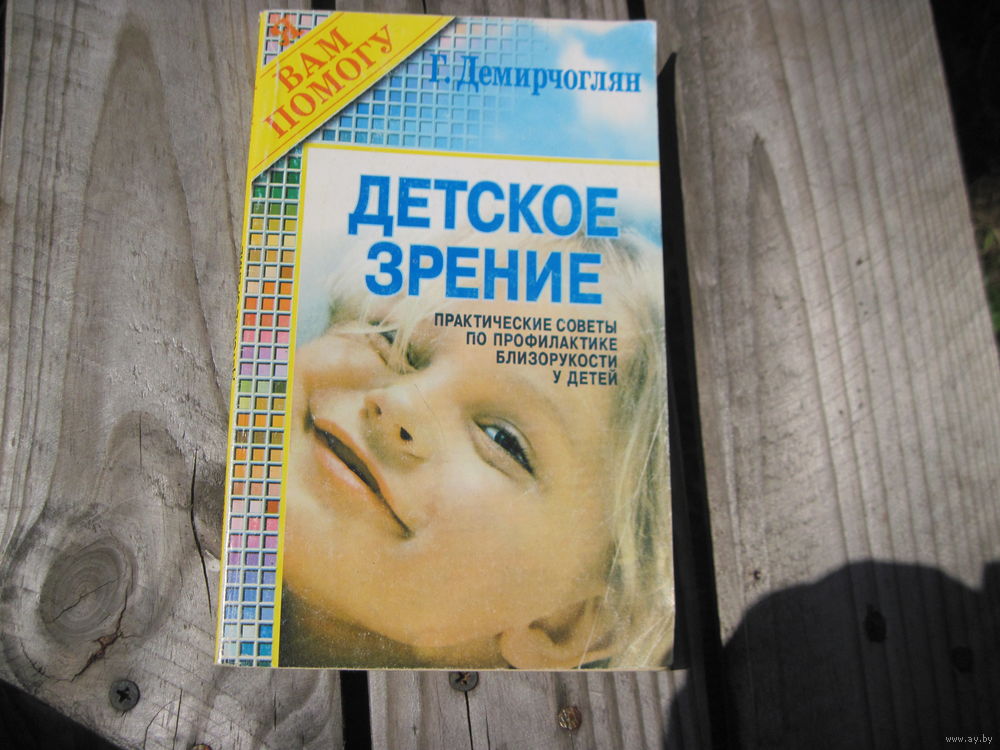 Я
ВАМ
ПОМОГУ
Г. Демирчоглян
ДЕТСКОЕ
ЗРЕНИЕ
ПРАКТИЧЕСКИЕ СОВЕТЫ
ПО ПРОФИЛАКТИКЕ
БЛИЗОРУКОСТИ
У ДЕТЕЙ
www.ay.by